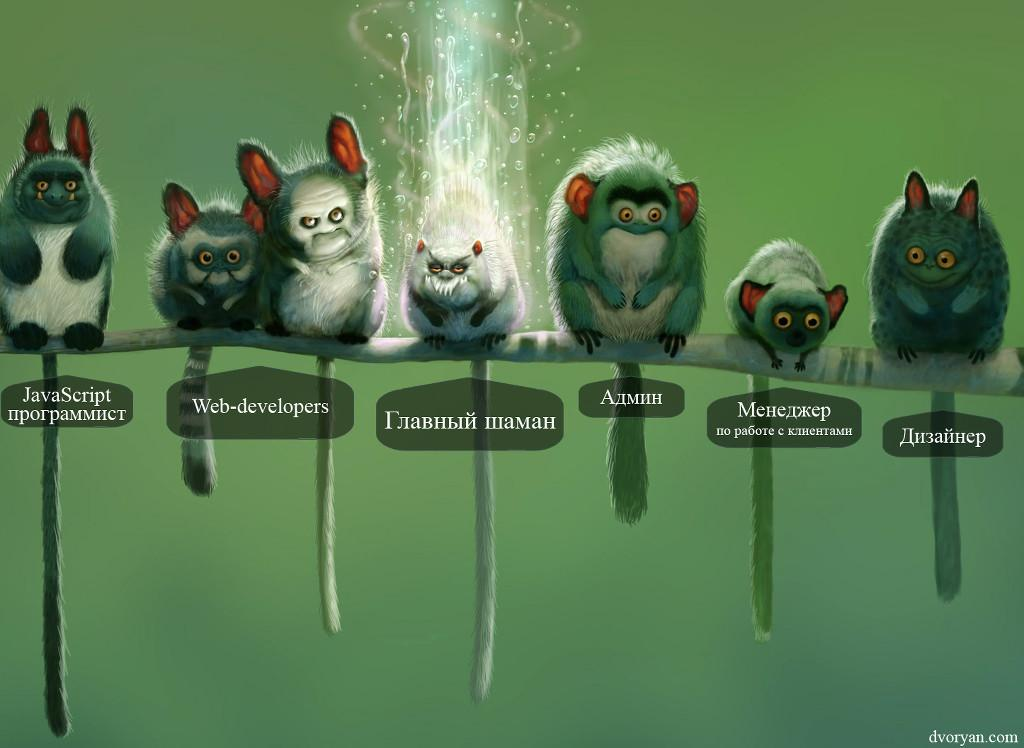 JavaScript
программист
Web-developers
Главный шаман
Админ
Менеджер
по работе с клиентами
Дизайнер
dvoryan.com